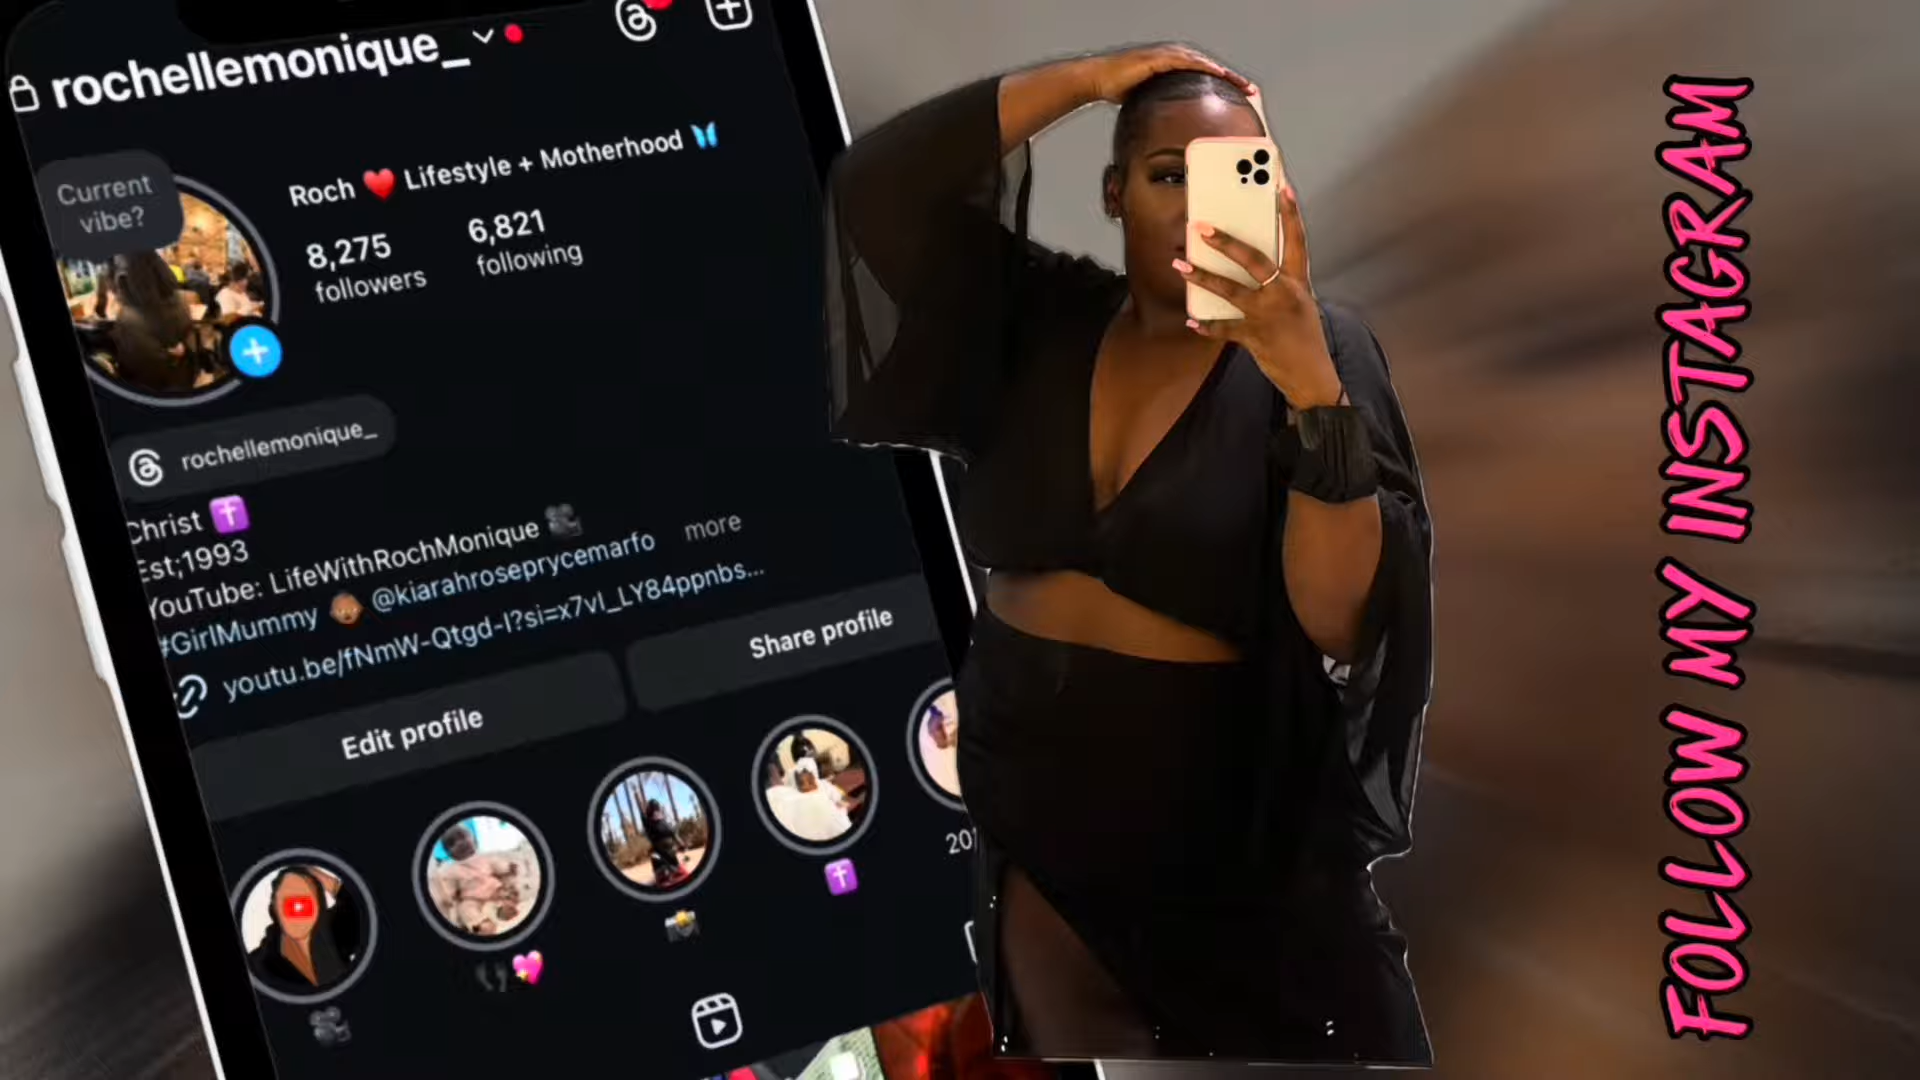 rochellemonique_
Current
vibe?
Roch ❤️ Lifestyle + Motherhood 🦋
8,275
followers
6,821
following
rochellemonique_
Christ ✝️
Est;1993
YouTube: LifeWithRochMonique 🎥
#GirlMummy 👶🏾 @kiarahroseprycemarfo more
youtu.be/fNmW-Qtgd-I?si=x7vI_LY84ppnbs...
Edit profile
Share profile
FOLLOW MY INSTAGRAM